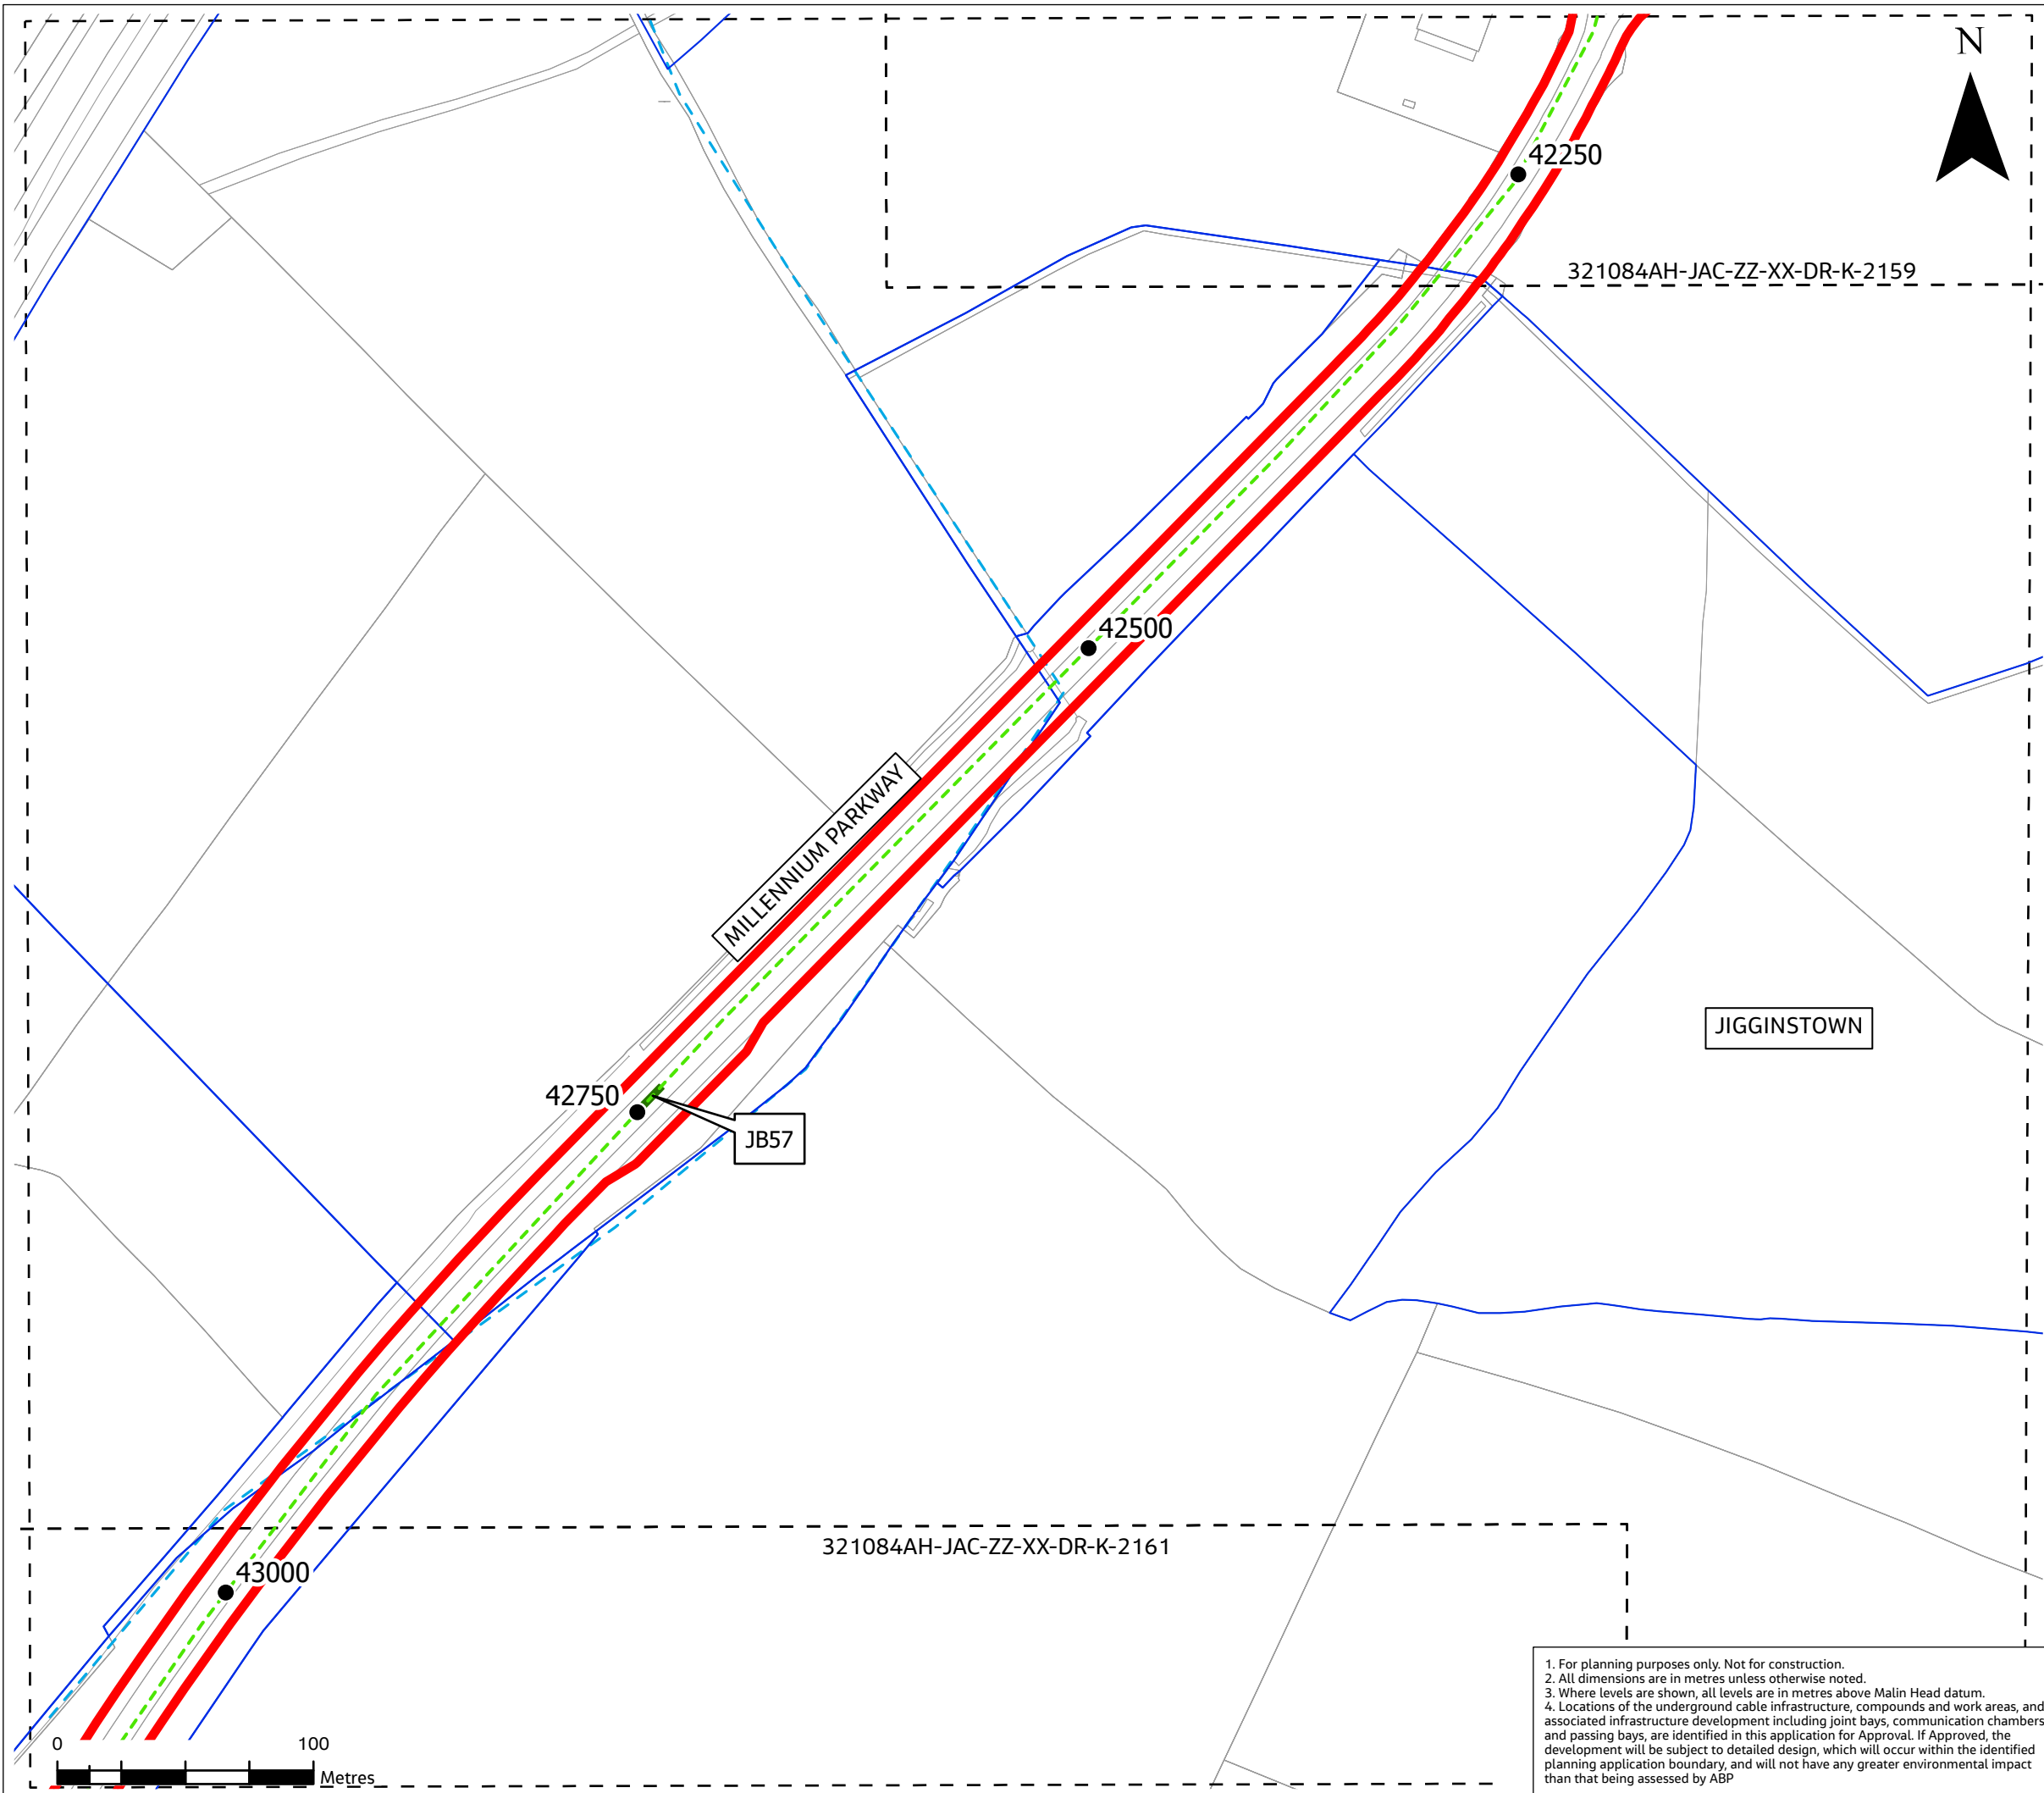 N
42250
321084AH-JAC-ZZ-XX-DR-K-2159
42500
MILLENNIUM PARKWAY
JIGGINSTOWN
42750
JB57
321084AH-JAC-ZZ-XX-DR-K-2161
43000
0 100
Metres
1. For planning purposes only. Not for construction.
2. All dimensions are in metres unless otherwise noted.
3. Where levels are shown, all levels are in metres above Malin Head datum.
4. Locations of the underground cable infrastructure, compounds and work areas, and
associated infrastructure development including joint bays, communication chambers
and passing bays, are identified in this application for Approval. If Approved, the
development will be subject to detailed design, which will occur within the identified
planning application boundary, and will not have any greater environmental impact
than that being assessed by ABP